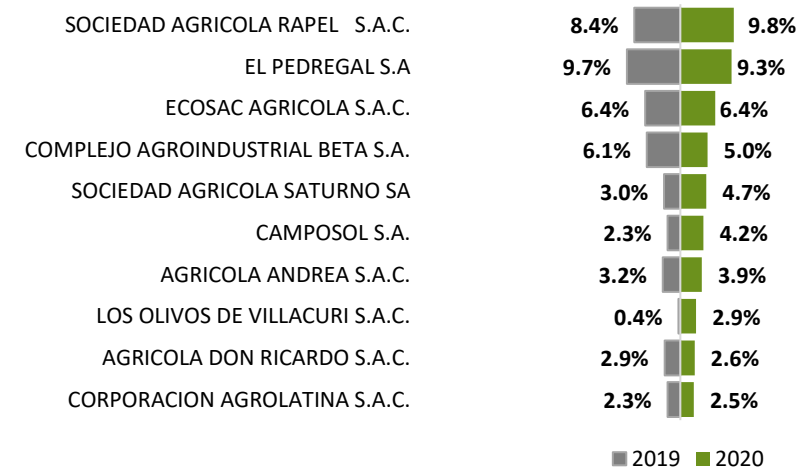 SOCIEDAD AGRICOLA RAPEL S.A.C. 8.4% 9.8%
EL PEDREGAL S.A 9.7% 9.3%
ECOSAC AGRICOLA S.A.C. 6.4% 6.4%
COMPLEJO AGROINDUSTRIAL BETA S.A. 6.1% 5.0%
SOCIEDAD AGRICOLA SATURNO SA 3.0% 4.7%
CAMPOSOL S.A. 2.3% 4.2%
AGRICOLA ANDREA S.A.C. 3.2% 3.9%
LOS OLIVOS DE VILLACURI S.A.C. 0.4% 2.9%
AGRICOLA DON RICARDO S.A.C. 2.9% 2.6%
CORPORACION AGROLATINA S.A.C. 2.3% 2.5%
2019 2020